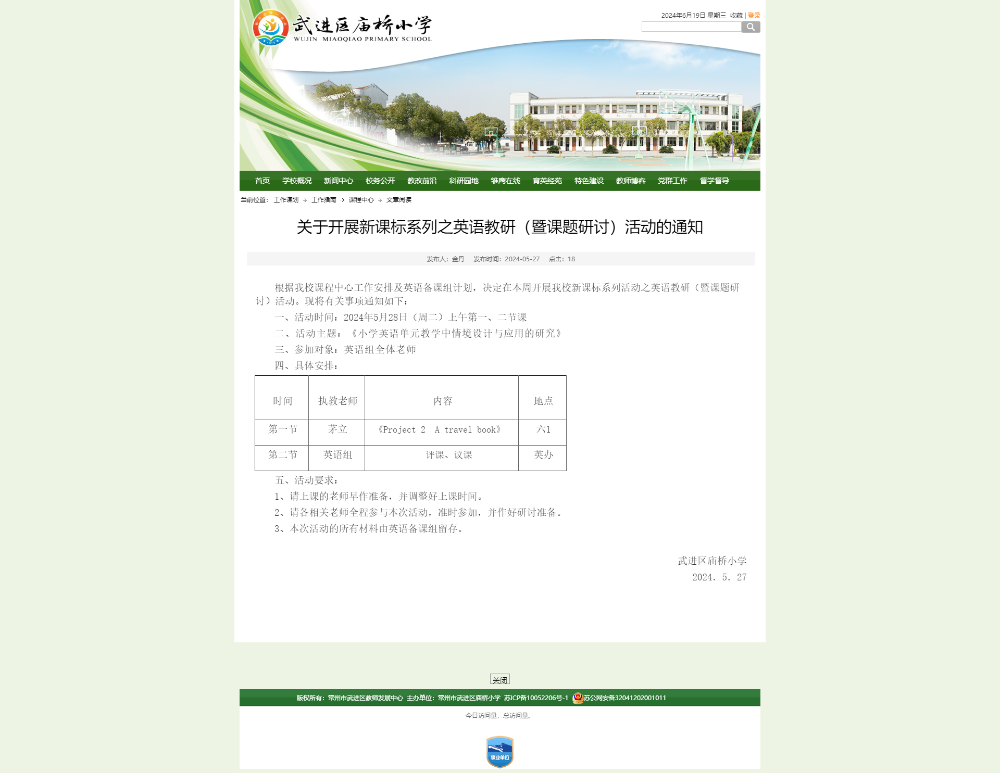 武进区庙桥小学
WUJIN MIAOQIAO PRIMARY SCHOOL
1913
2024年6月19日 星期三 收藏 | 登录
首页 学校概况 新闻中心 校务公开 教改前沿 科研园地 雏鹰在线 育英经苑 特色建设 教师博客 党群工作 督学督导
当前位置： 工作谋划 → 工作指南 → 课程中心 → 文章阅读
关于开展新课标系列之英语教研（暨课题研讨）活动的通知
发布人：金丹 发布时间：2024-05-27 点击：18
根据我校课程中心工作安排及英语备课组计划，决定在本周开展我校新课标系列活动之英语教研（暨课题研
讨）活动。现将有关事项通知如下：
一、活动时间：2024年5月28日（周二）上午第一、二节课
二、活动主题：《小学英语单元教学中情境设计与应用的研究》
三、参加对象：英语组全体老师
四、具体安排：
时间 执教老师 内容 地点
第一节 茅立 《Project 2 A travel book》 六1
第二节 英语组 评课、议课 英办
五、活动要求：
1、请上课的老师早作准备，并调整好上课时间。
2、请各相关老师全程参与本次活动，准时参加，并作好研讨准备。
3、本次活动的所有材料由英语备课组留存。
武进区庙桥小学
2024. 5. 27
关闭
版权所有：常州市武进区教师发展中心 主办单位：常州市武进区庙桥小学 苏ICP备10052206号-1 苏公网安备32041202001011
今日访问量，总访问量。
事业单位